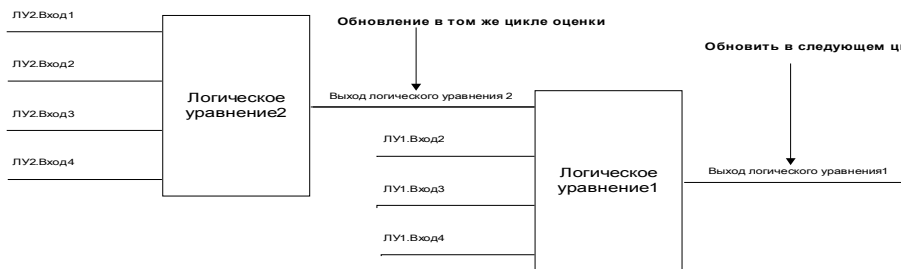 ЛУ2.Вход1
Обновление в том же цикле оценки
Обновить в следующем
ЛУ2.Вход2
Логическое
уравнение2
Выход логического уравнения 2
ЛУ2.Вход3
ЛУ1.Вход2
ЛУ2.Вход4
Логическое
уравнение1
Выход логического уравнения1
ЛУ1.Вход3
ЛУ1.Вход4